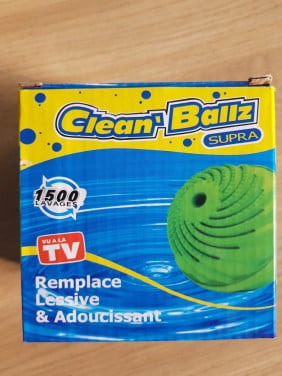 Clean'Ballz
SUPRA
1500
LAVAGES
VU A LA
TV
Remplace
Lessive
& Adoucissant